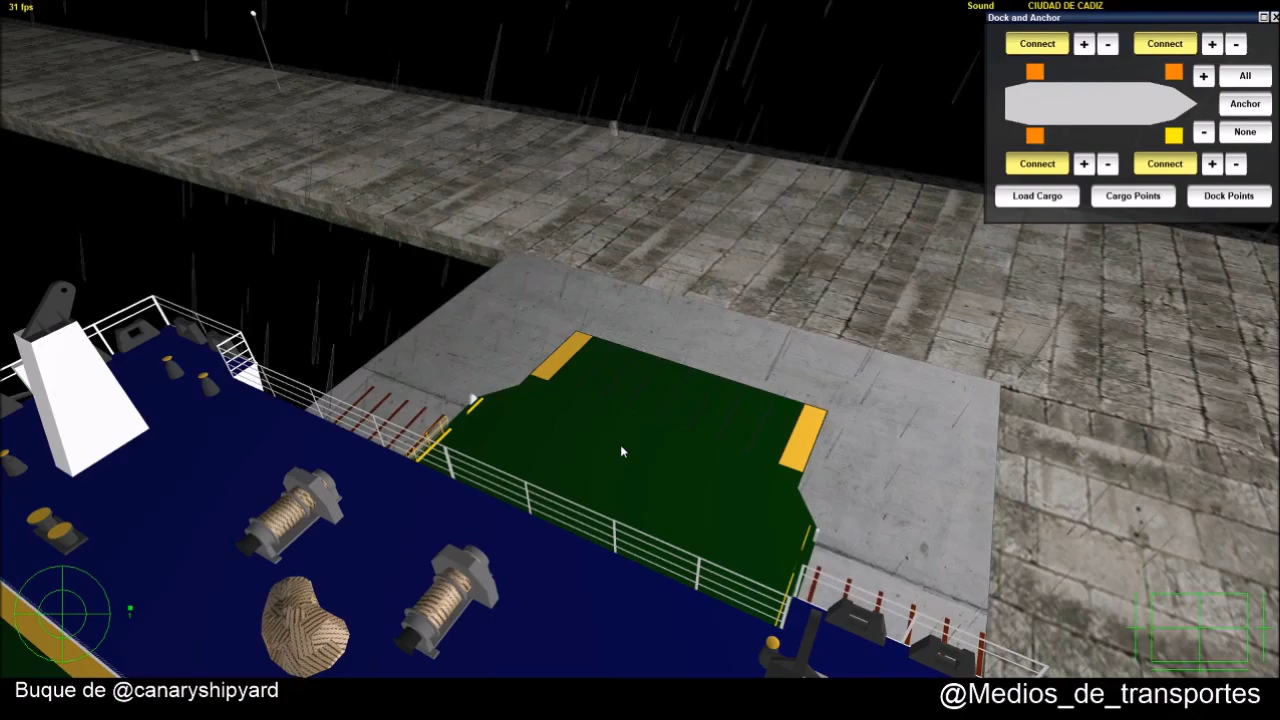 31 fps
Sound CIUDAD DE CADIZ
Dock and Anchor
Connect + - Connect + -
+ All
Anchor
- None
Connect + - Connect + -
Load Cargo Cargo Points Dock Points
Buque de @canaryshipyard
@Medios_de_transportes